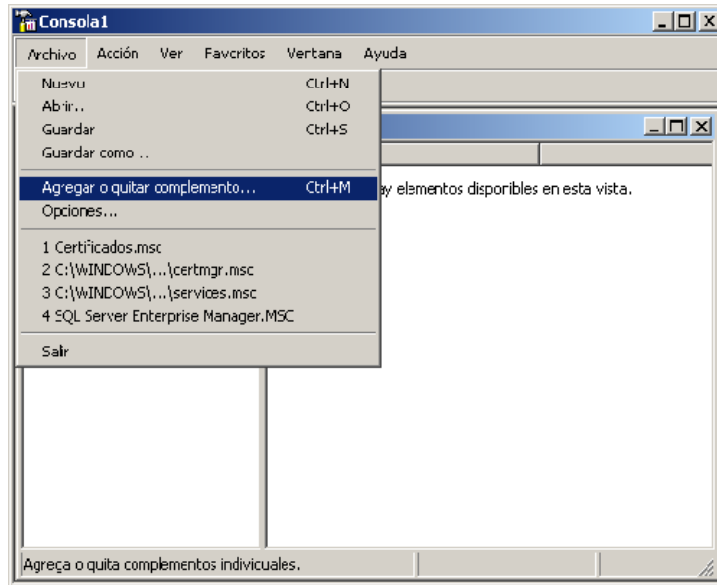 Consola1
Archivo Acción Ver Favoritos Ventana Ayuda
Nuevo Ctrl+N
Abrir... Ctrl+O
Guardar Ctrl+S
Guardar como ...
Agregar o quitar complemento... Ctrl+M
ay elementos disponibles en esta vista.
Opciones...
1 Certificados.msc
2 C:\WINDOWS\...\certmgr.msc
3 C:\WINDOWS\...\services.msc
4 SQL Server Enterprise Manager.MSC
Salir
Agrega o quita complementos individuales.